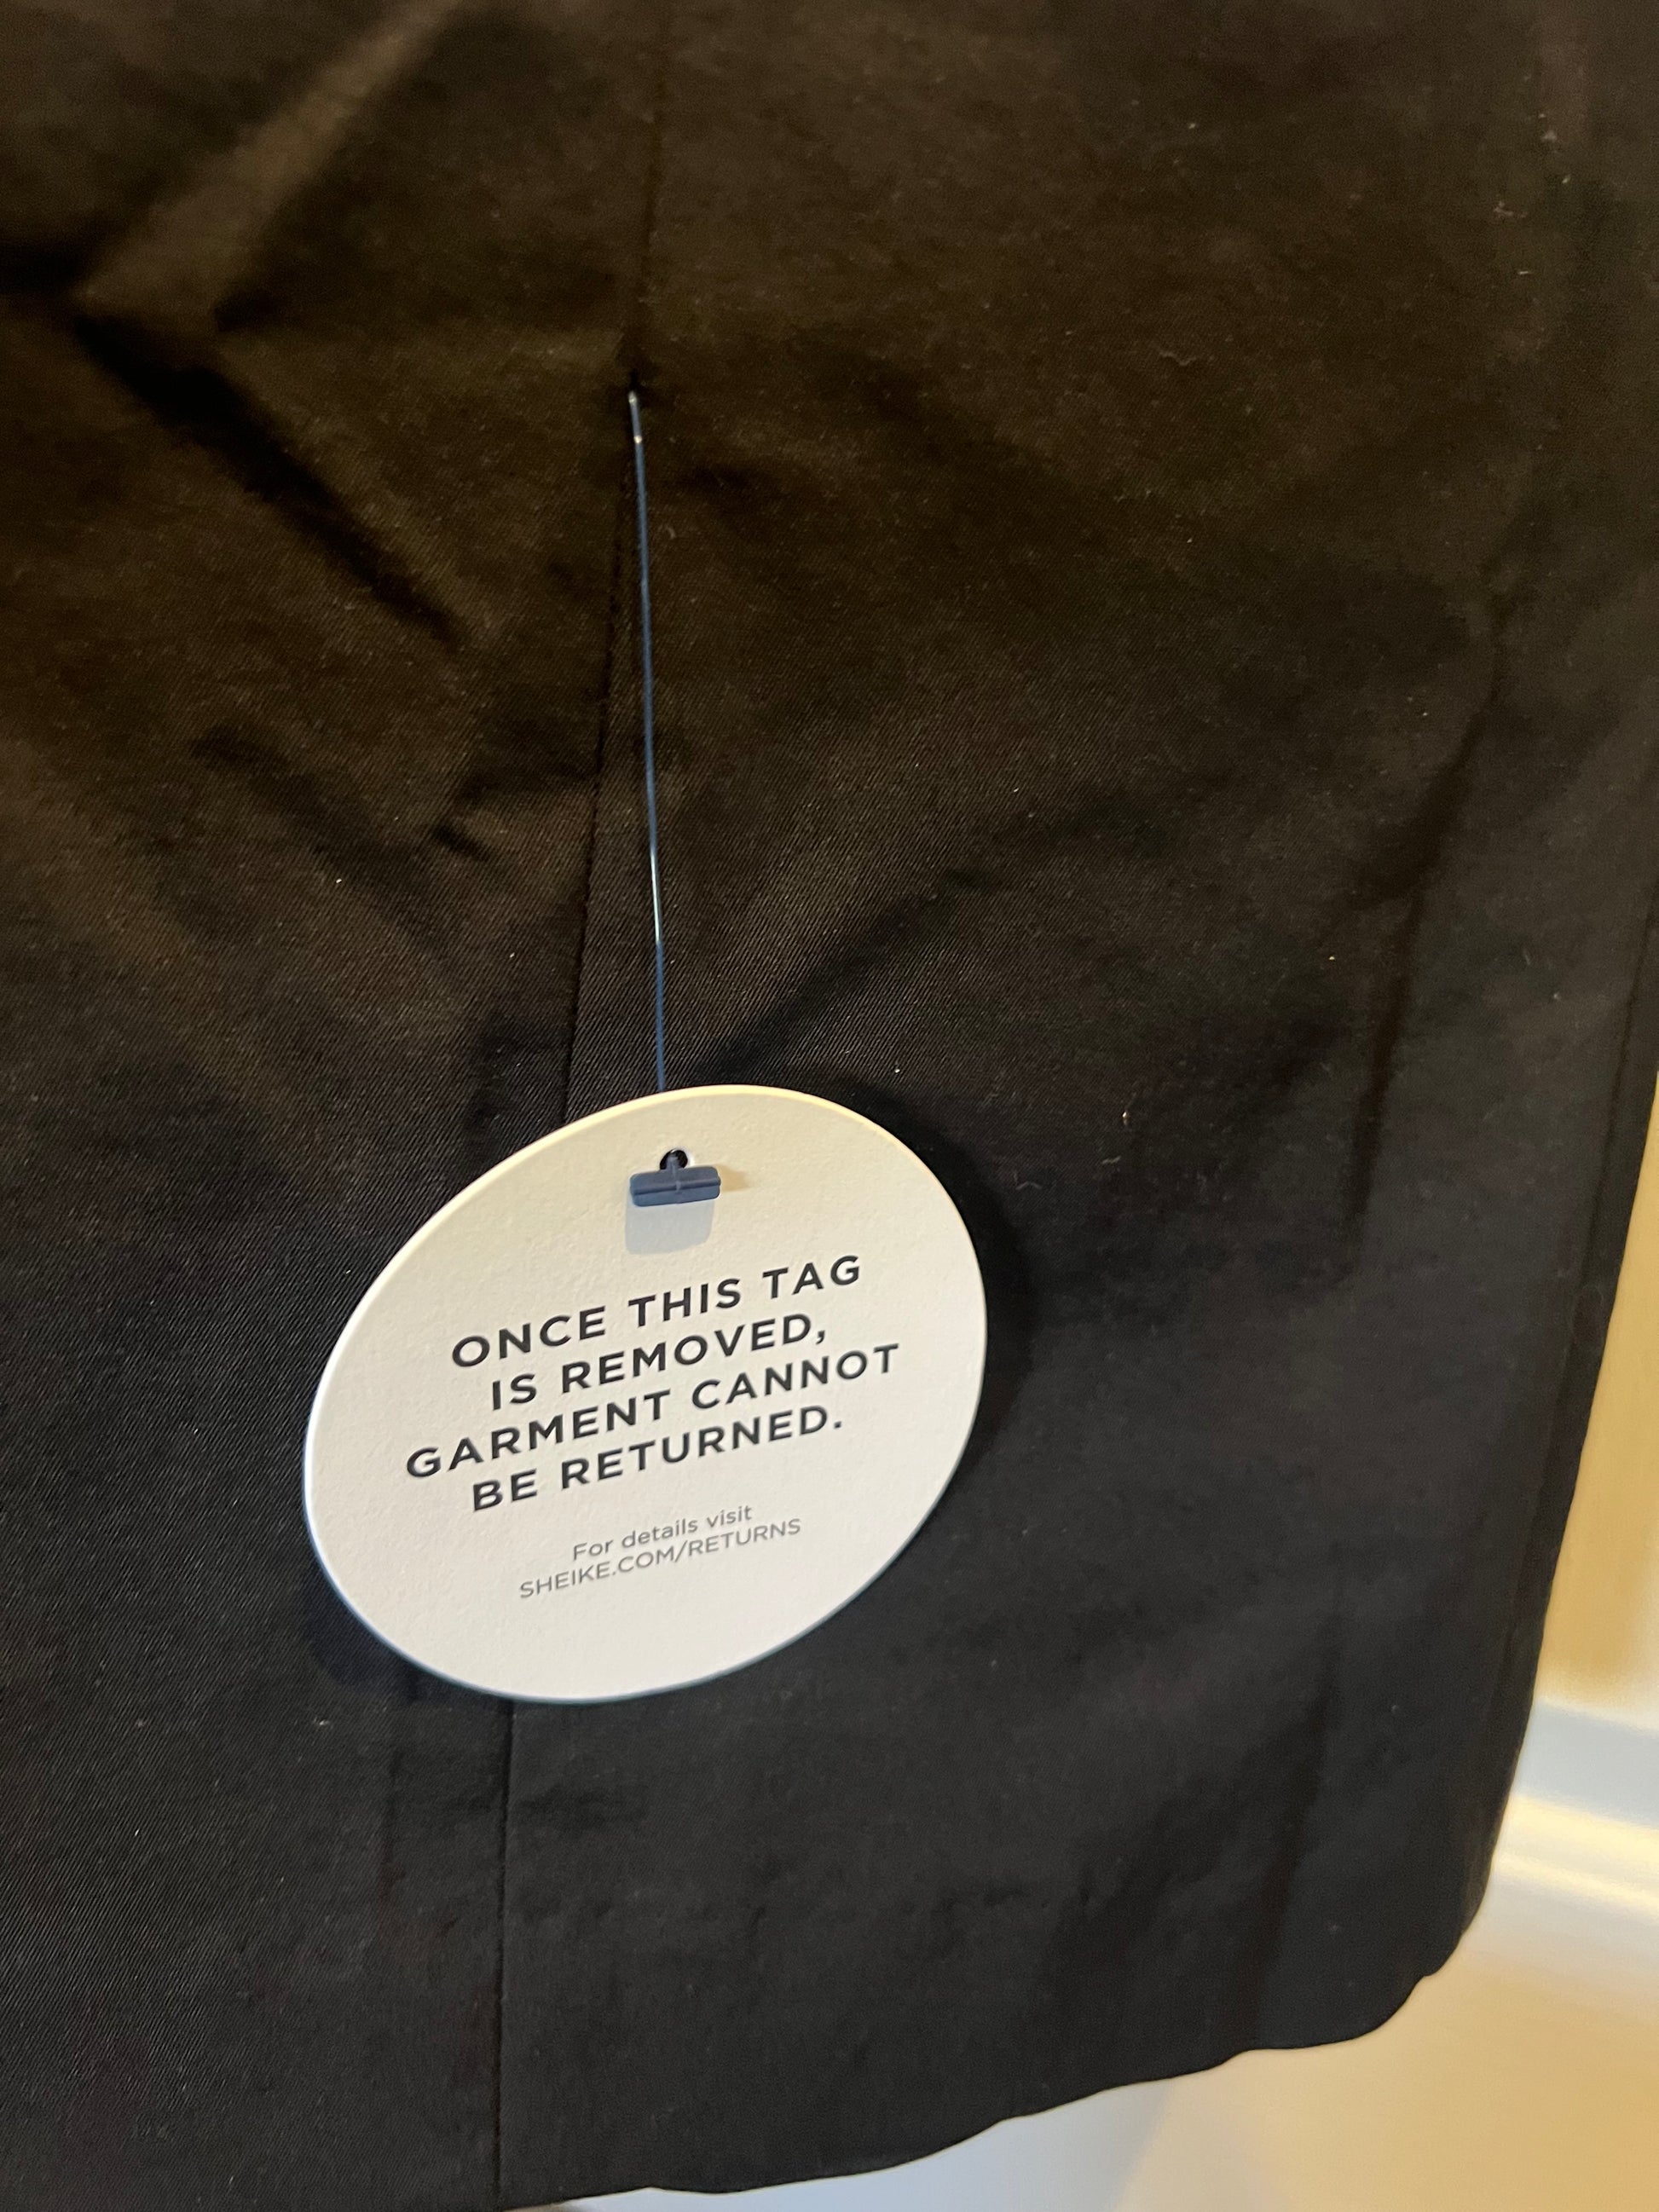 ONCE THIS TAG
IS REMOVED,
GARMENT CANNOT
BE RETURNED.
For details visit
SHEIKE.COM/RETURNS